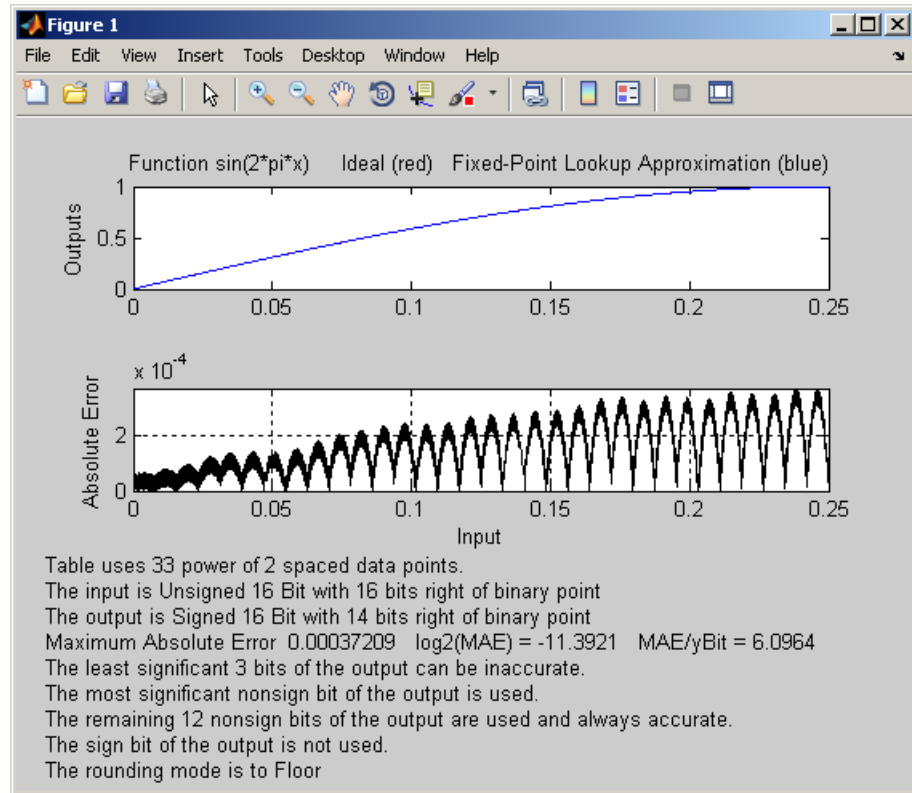 Figure 1
File Edit View Insert Tools Desktop Window Help
Function sin(2*pi*x) Ideal (red) Fixed-Point Lookup Approximation (blue)
Outputs
1
0.5
0
0 0.05 0.1 0.15 0.2 0.25
x 10^-4
Absolute Error
2
0
0 0.05 0.1 0.15 0.2 0.25
Input
Table uses 33 power of 2 spaced data points.
The input is Unsigned 16 Bit with 16 bits right of binary point
The output is Signed 16 Bit with 14 bits right of binary point
Maximum Absolute Error 0.00037209 log2(MAE) = -11.3921 MAE/yBit = 6.0964
The least significant 3 bits of the output can be inaccurate.
The most significant nonsign bit of the output is used.
The remaining 12 nonsign bits of the output are used and always accurate.
The sign bit of the output is not used.
The rounding mode is to Floor